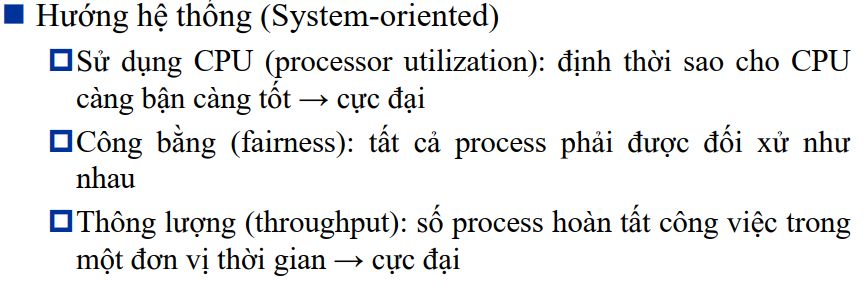 Hướng hệ thống (System-oriented)
Sử dụng CPU (processor utilization): định thời sao cho CPU
càng bận càng tốt → cực đại
Công bằng (fairness): tất cả process phải được đối xử như
nhau
Thông lượng (throughput): số process hoàn tất công việc trong
một đơn vị thời gian → cực đại